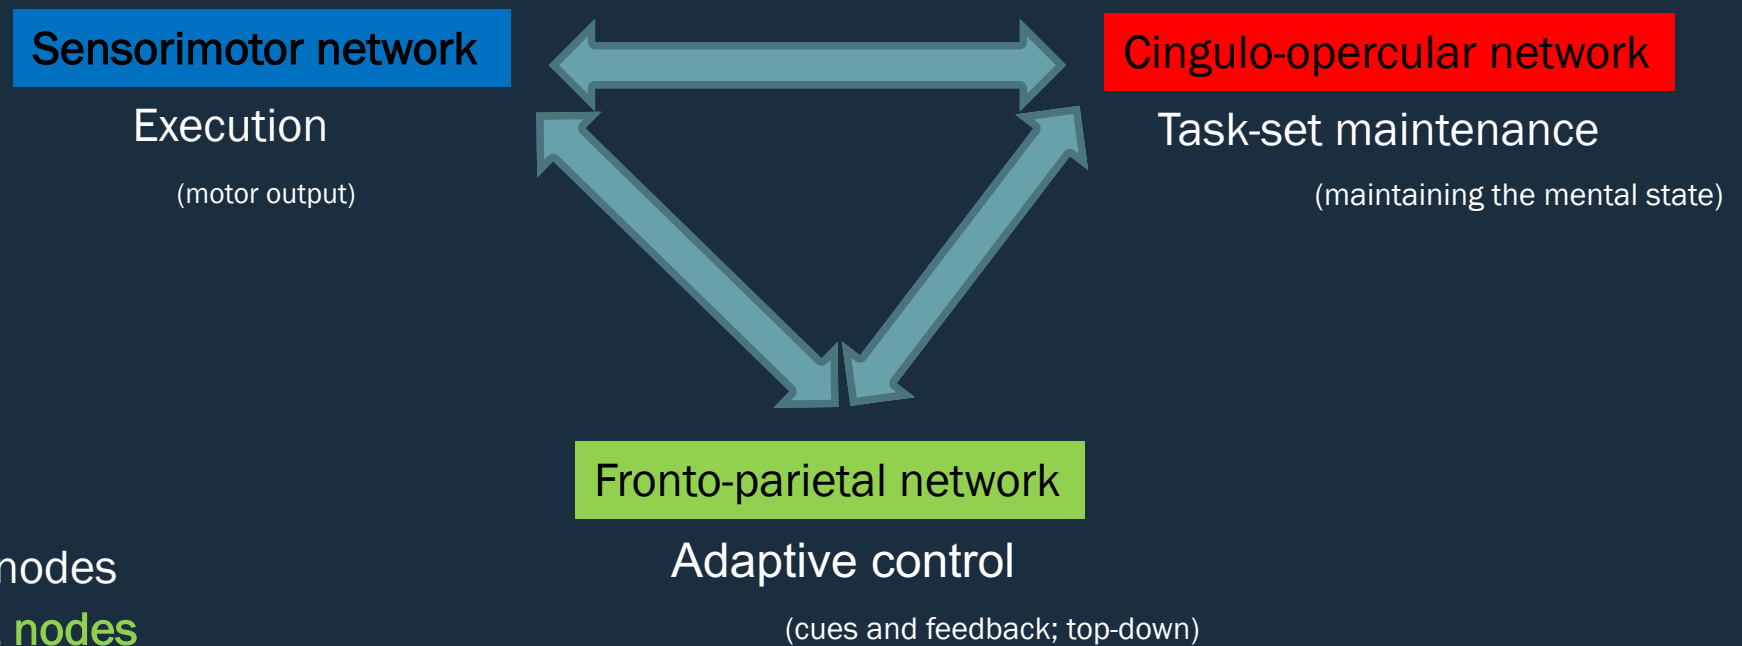 Sensorimotor network
Execution
(motor output)
Cingulo-opercular network
Task-set maintenance
(maintaining the mental state)
Fronto-parietal network
Adaptive control
(cues and feedback; top-down)
nodes
nodes